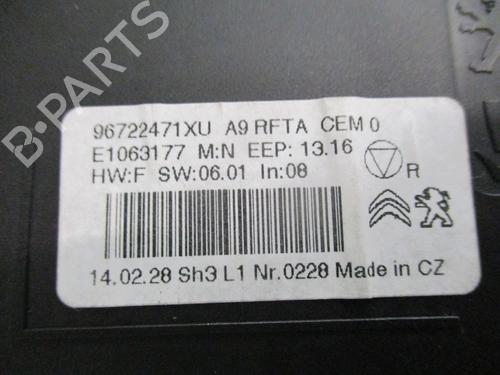 96722471XU A9 RFTA CEM 0
E1063177 M:N EEP: 13.16
HW:F SW:06.01 In:08
R
14.02.28 Sh3 L1 Nr.0228 Made in CZ
B-PARTS